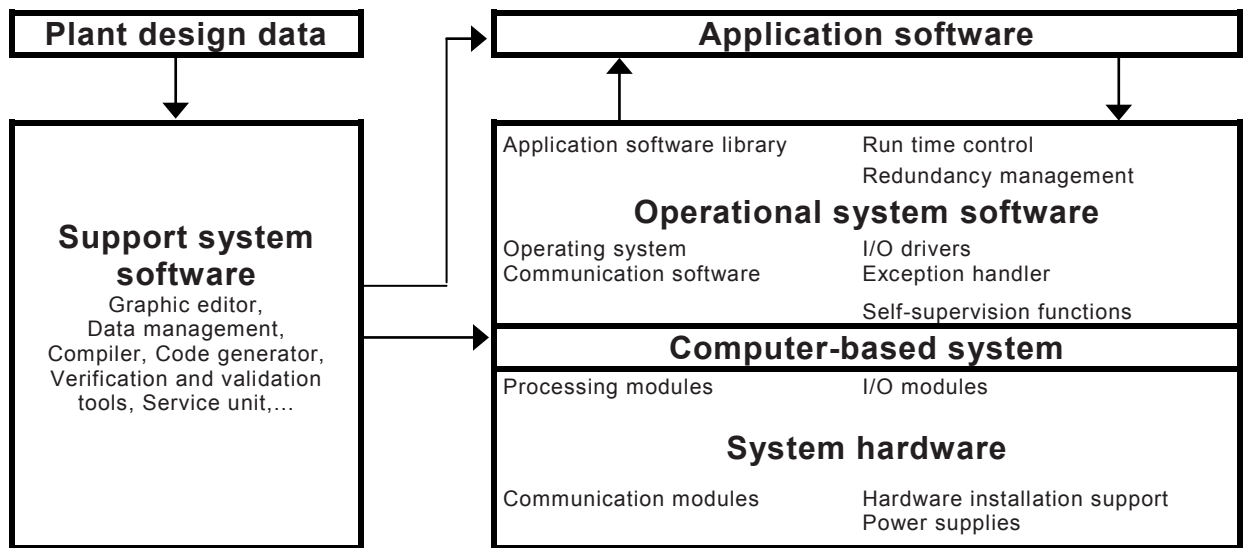 Plant design data
Application software
Support system
software
Graphic editor,
Data management,
Compiler, Code generator,
Verification and validation
tools, Service unit,...
Application software library
Run time control
Redundancy management
Operational system software
Operating system
I/O drivers
Communication software
Exception handler
Self-supervision functions
Computer-based system
Processing modules
I/O modules
System hardware
Communication modules
Hardware installation support
Power supplies